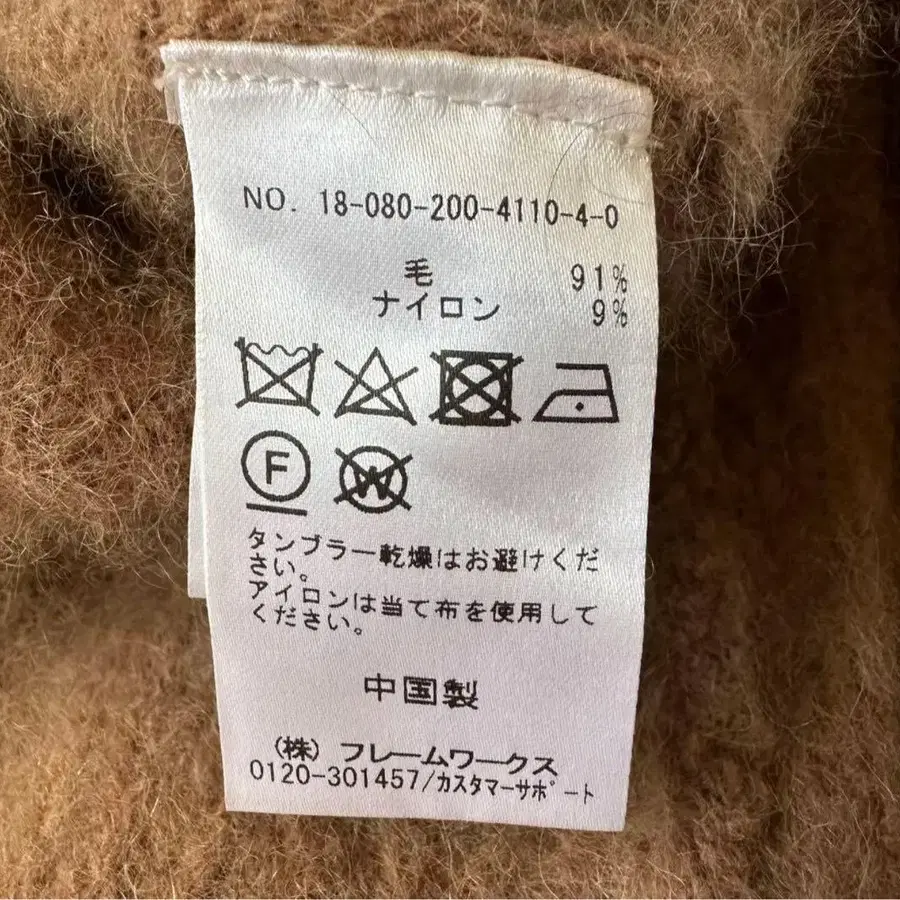 NO. 18-080-200-4110-4-0
毛 91%
ナイロン 9%
F W
タンブラー乾燥はお避けくだ
さい。
アイロンは当て布を使用して
ください。
中国製
(株) フレームワークス
0120-301457/カスタマーサポート